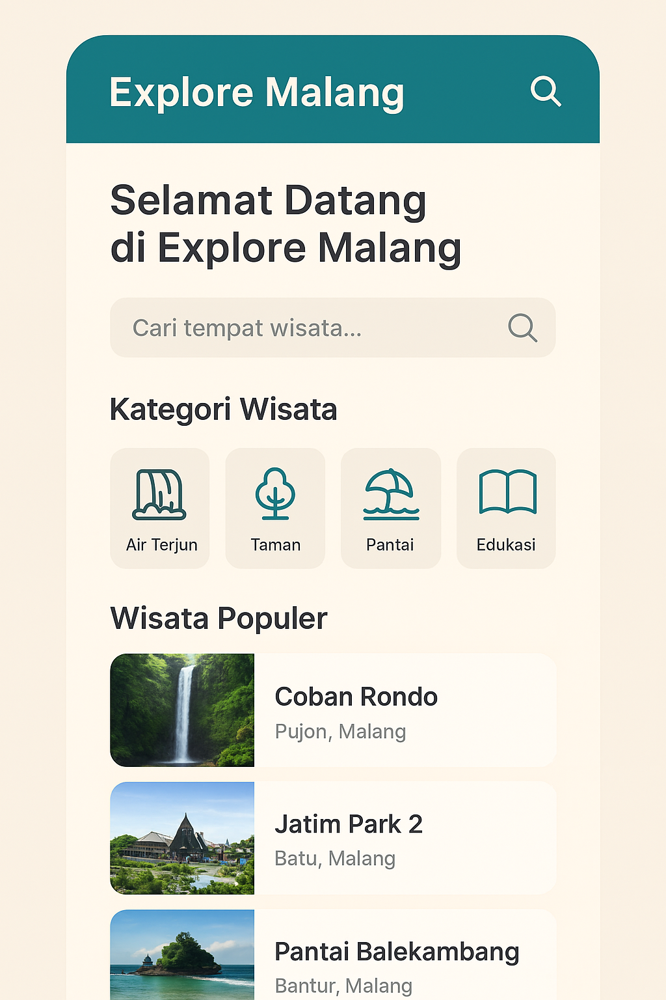 Explore Malang
Selamat Datang
di Explore Malang
Cari tempat wisata...
Kategori Wisata
Air Terjun
Taman
Pantai
Edukasi
Wisata Populer
Coban Rondo
Pujon, Malang
Jatim Park 2
Batu, Malang
Pantai Balekambang
Bantur, Malang